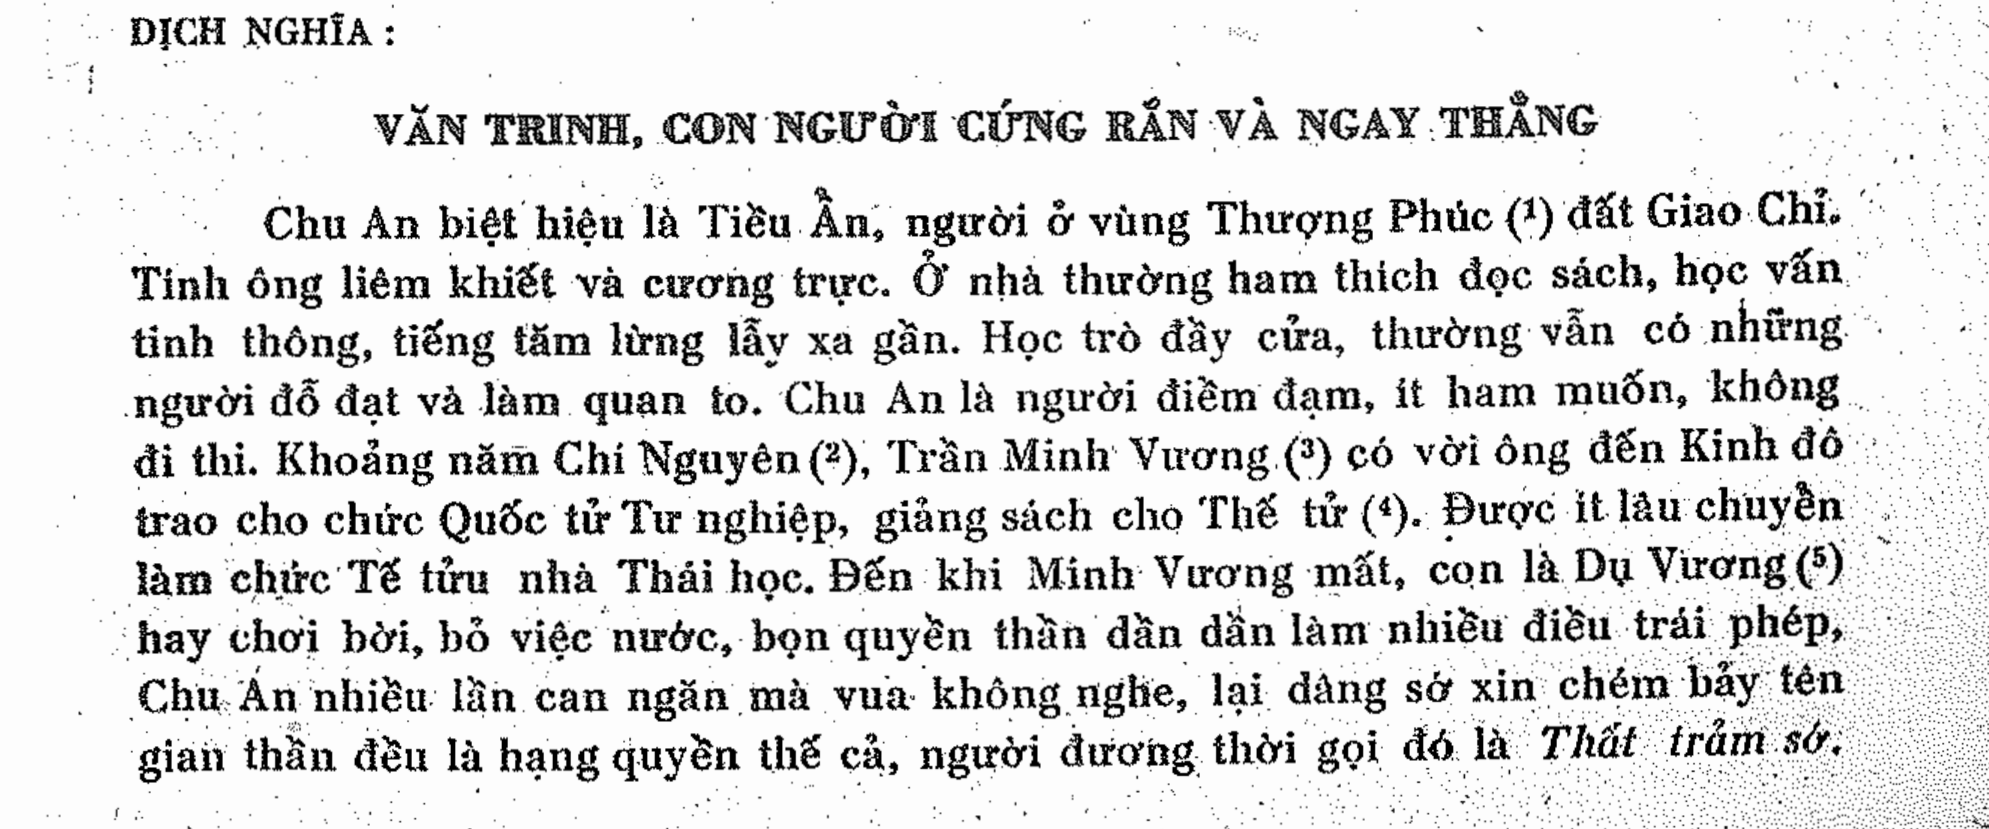 DỊCH NGHĨA :
VĂN TRINH, CON NGƯỜI CỨNG RẮN VÀ NGAY THẲNG
Chu An biệt hiệu là Tiều Ẩn, người ở vùng Thượng Phúc (¹) đất Giao Chỉ.
Tính ông liêm khiết và cương trực. Ở nhà thường ham thích đọc sách, học vấn
tinh thông, tiếng tăm lừng lẫy xa gần. Học trò đầy cửa, thường vẫn có những
người đỗ đạt và làm quan to. Chu An là người điềm đạm, ít ham muốn, không
đi thi. Khoảng năm Chí Nguyên (²), Trần Minh Vương (³) có vời ông đến Kinh đô
trao cho chức Quốc tử Tư nghiệp, giảng sách cho Thế tử (⁴). Được ít lâu chuyển
làm chức Tế tửu nhà Thái học. Đến khi Minh Vương mất, con là Dụ Vương (⁵)
hay chơi bời, bỏ việc nước, bọn quyền thần dần dần làm nhiều điều trái phép,
Chu An nhiều lần can ngăn mà vua không nghe, lại dâng sớ xin chém bảy tên
gian thần đều là hạng quyền thế cả, người đương thời gọi đó là Thất trảm sớ.